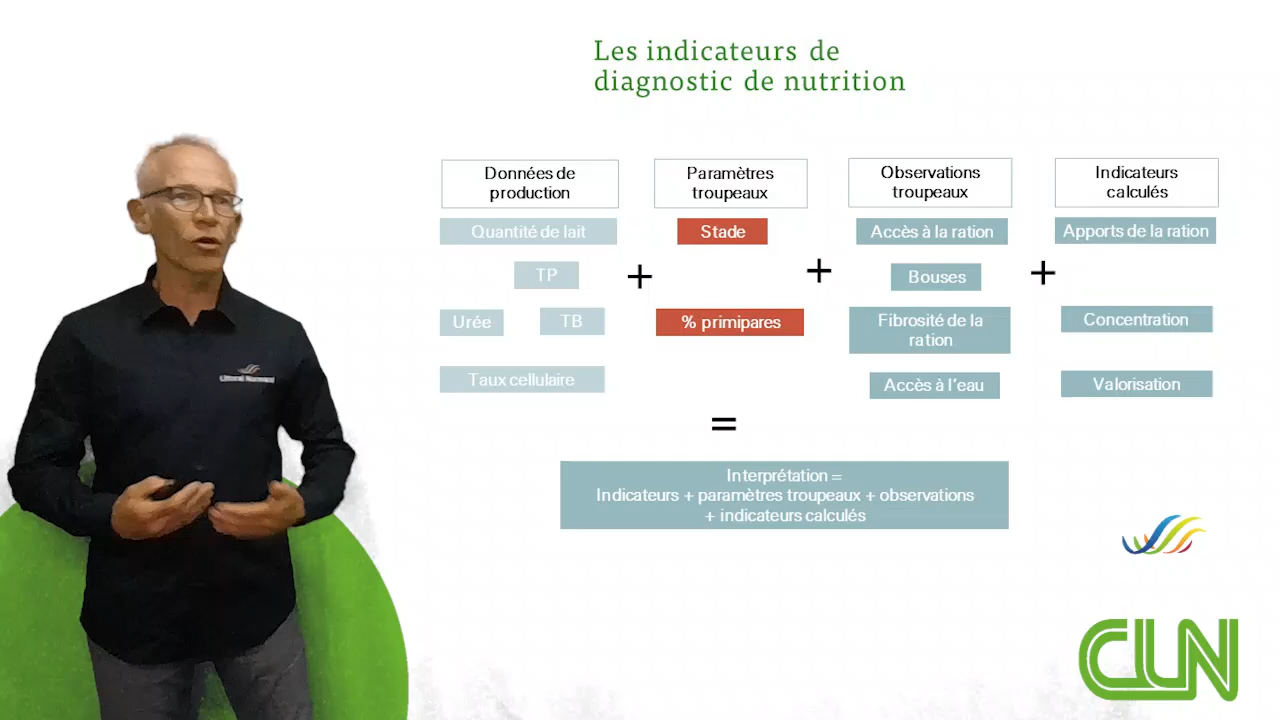 Les indicateurs de
diagnostic de nutrition
Données de
production
Quantité de lait
TP
Urée
TB
Taux cellulaire
+
Paramètres
troupeaux
Stade
% primipares
+
Observations
troupeaux
Accès à la ration
Bouses
Fibrosité de la
ration
Accès à l'eau
+
Indicateurs
calculés
Apports de la ration
Concentration
Valorisation
=
Interprétation =
Indicateurs + paramètres troupeaux + observations
+ indicateurs calculés
Littoral Normand
CLN